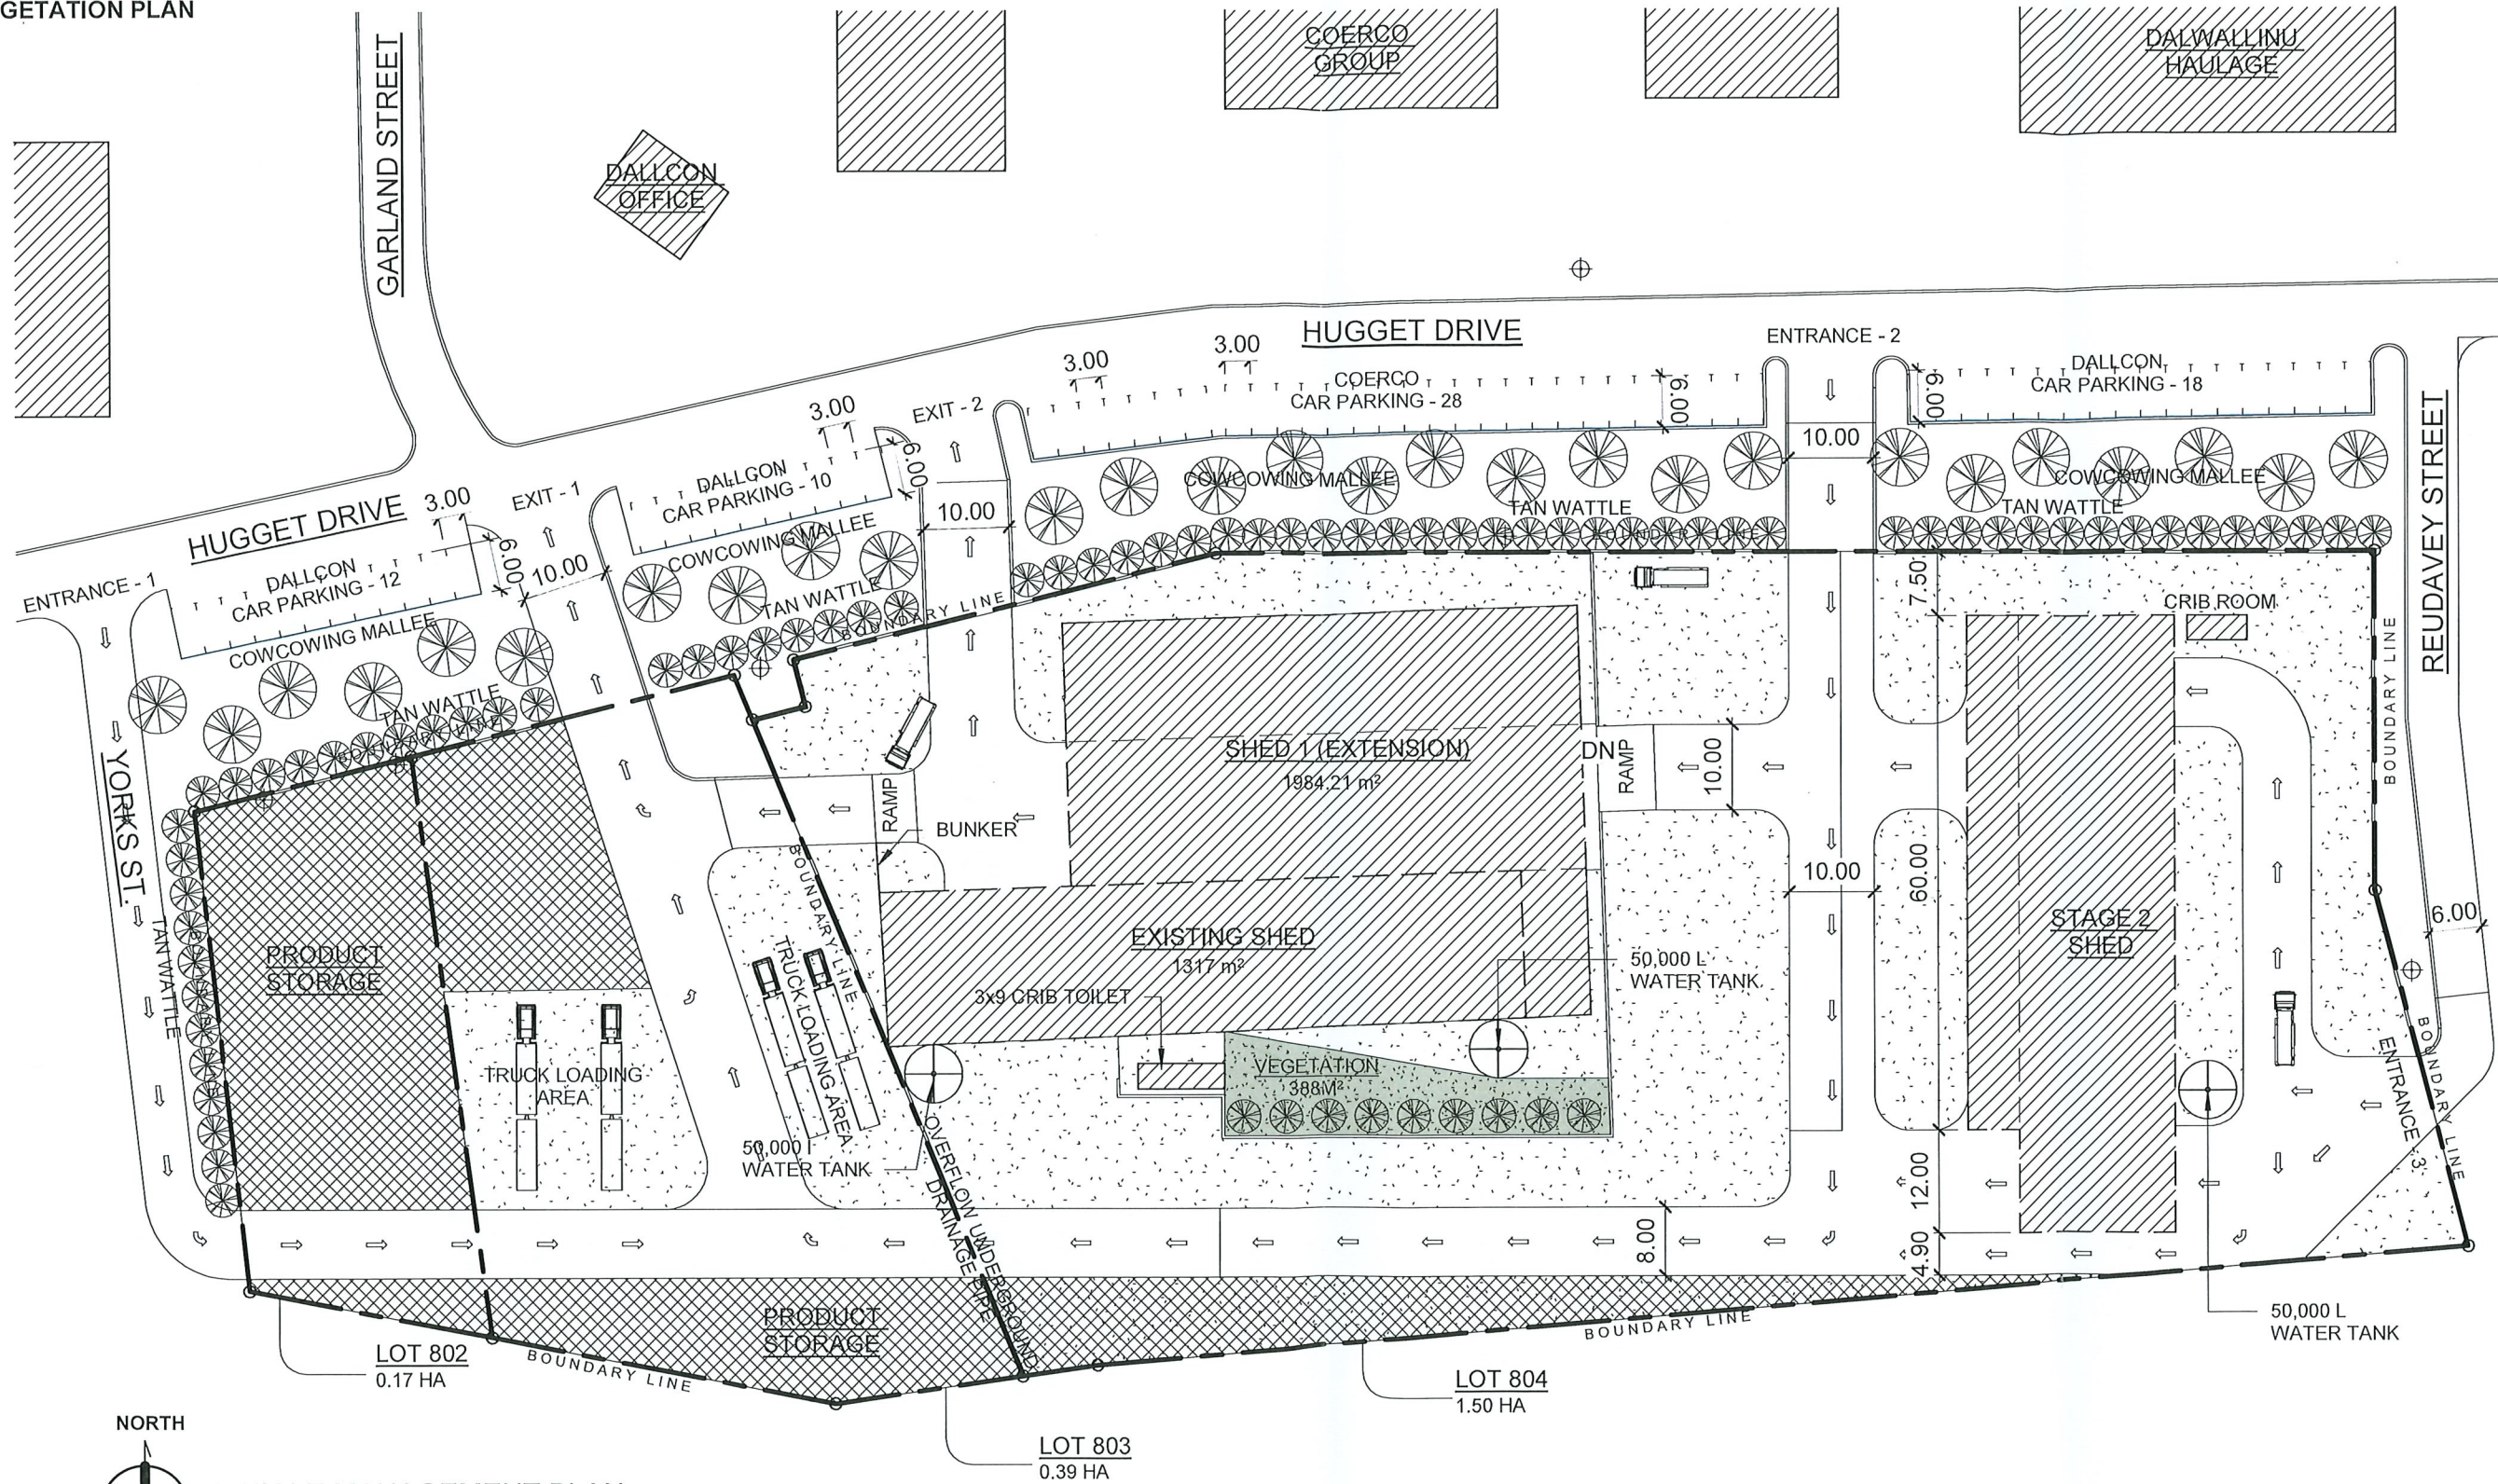 GETATION PLAN
GARLAND STREET
DALLCON
OFFICE
COERCO
GROUP
DALWALLINU
HAULAGE
HUGGET DRIVE
ENTRANCE - 2
3.00
3.00
COERCO
CAR PARKING - 28
6.00
DALLCON
CAR PARKING - 18
6.00
3.00
EXIT - 2
6.00
10.00
COWCOWING MALLEE
TAN WATTLE
BOUNDARY LINE
COWCOWING MALLEE
TAN WATTLE
REUDAVEY STREET
DALLCON
CAR PARKING - 10
COWCOWING MALLEE
TAN WATTLE
BOUNDARY LINE
10.00
HUGGET DRIVE
3.00
EXIT - 1
6.00
10.00
ENTRANCE - 1
DALLCON
CAR PARKING - 12
COWCOWING MALLEE
TAN WATTLE
BOUNDARY LINE
YORKS ST.
TAN WATTLE
7.50
CRIB ROOM
BOUNDARY LINE
SHED 1 (EXTENSION)
1984.21 m²
DN
RAMP
10.00
RAMP
BUNKER
BOUNDARY LINE
10.00
60.00
STAGE 2
SHED
6.00
PRODUCT
STORAGE
EXISTING SHED
1317 m²
50,000 L
WATER TANK
3x9 CRIB TOILET
TRUCK LOADING AREA
TRUCK LOADING
AREA
VEGETATION
388M²
50,000 l
WATER TANK
OVERFLOW UNDERGROUND
DRAINAGE PIPE
BOUNDARY LINE
ENTRANCE - 3
12.00
8.00
4.90
PRODUCT
STORAGE
BOUNDARY LINE
50,000 L
WATER TANK
LOT 802
0.17 HA
BOUNDARY LINE
LOT 804
1.50 HA
LOT 803
0.39 HA
NORTH